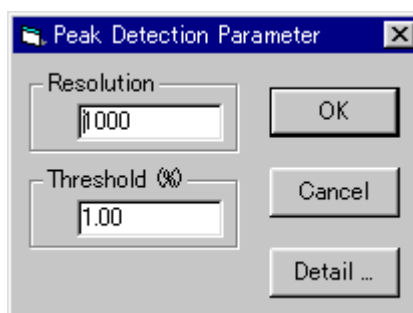 Peak Detection Parameter
Resolution
1000
OK
Threshold (%)
1.00
Cancel
Detail ...